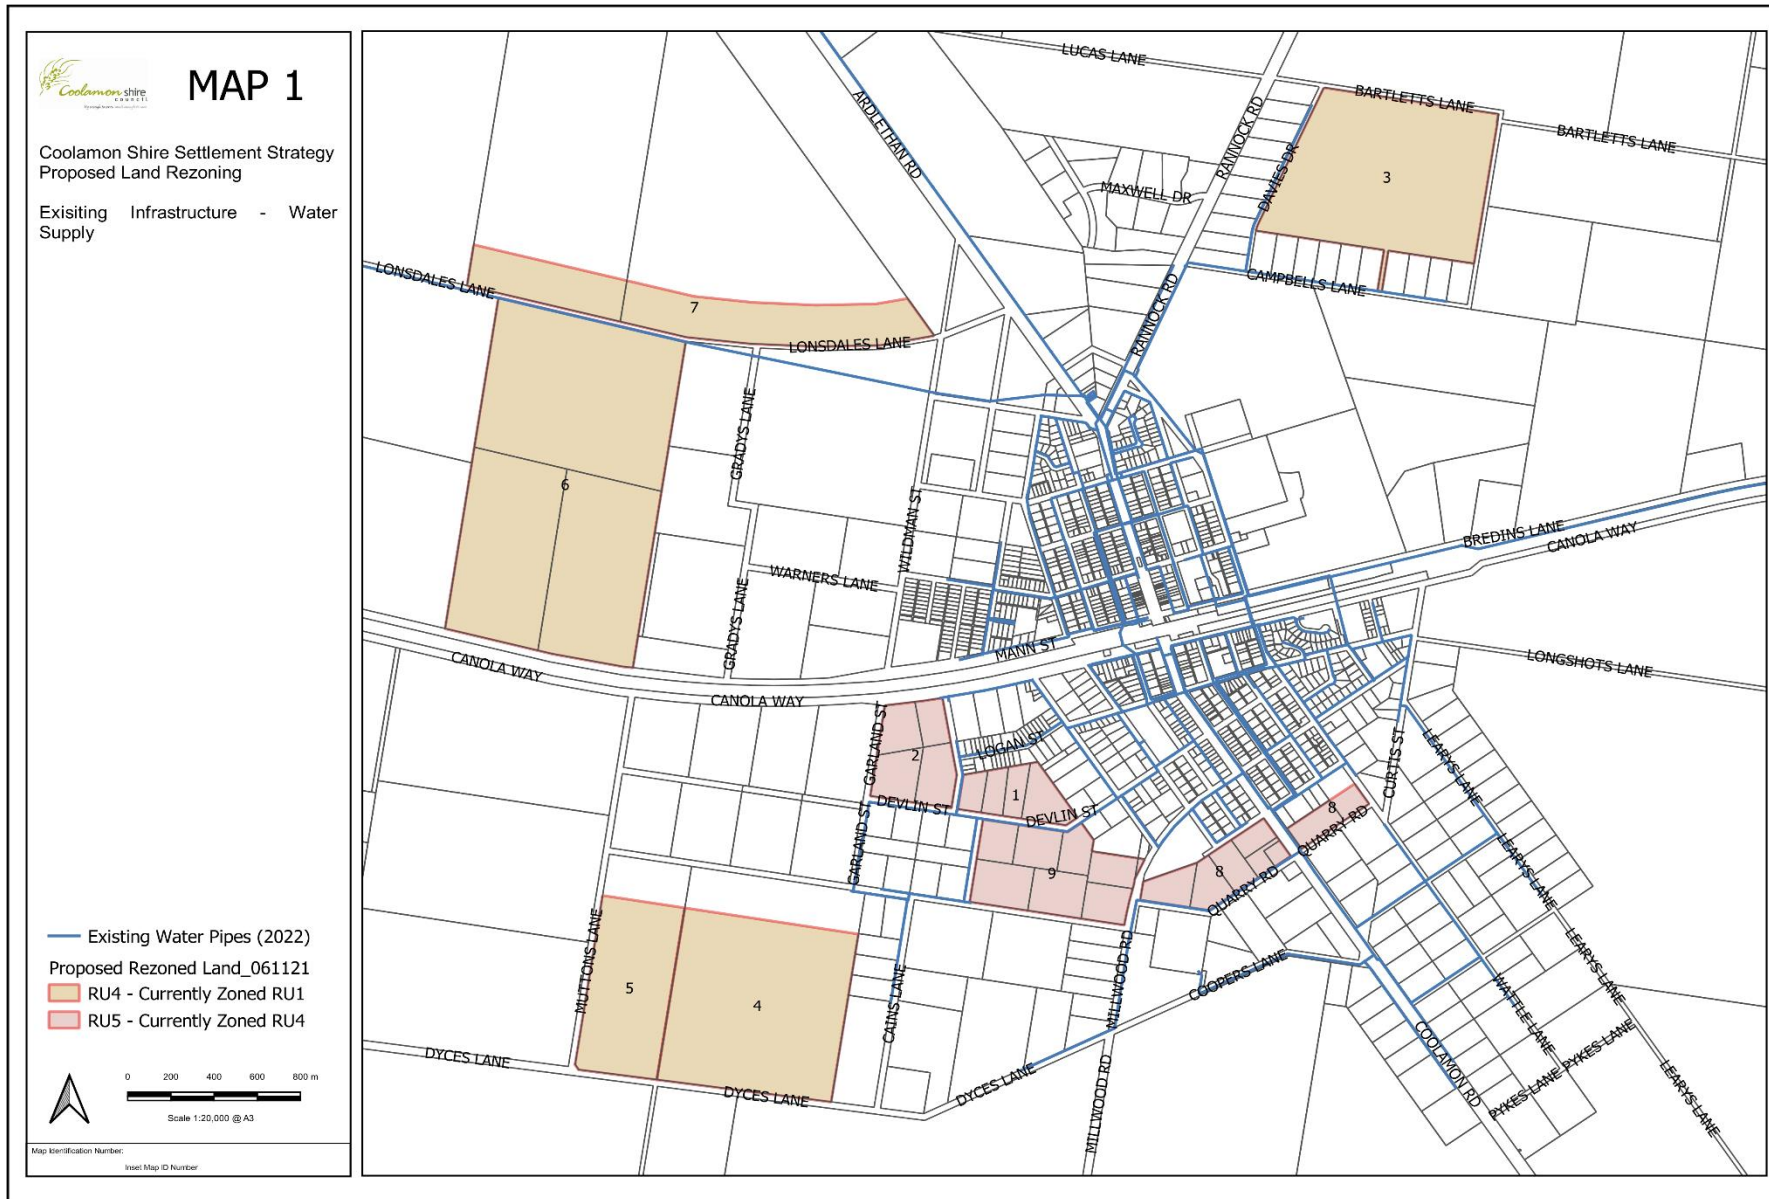 Coolamon shire
council
MAP 1
Coolamon Shire Settlement Strategy
Proposed Land Rezoning
Exisiting Infrastructure - Water
Supply
Existing Water Pipes (2022)
Proposed Rezoned Land_061121
RU4 - Currently Zoned RU1
RU5 - Currently Zoned RU4
0 200 400 600 800 m
Scale 1:20,000 @ A3
Map Identification Number:
Inset Map ID Number
LUCAS LANE
BARTLETTS LANE
BARTLETTS LANE
ARDLETHAN RD
RANNOCK RD
MAXWELL DR
DAVIES DR
3
CAMPBELLS LANE
RANNOCK RD
LONSDALES LANE
7
LONSDALES LANE
GRADYS LANE
6
WILDMAN ST
WARNERS LANE
GRADYS LANE
BREDINS LANE
CANOLA WAY
MANN ST
CANOLA WAY
CANOLA WAY
LONGSHOTS LANE
GARLAND ST
2
LOGAN ST
CURTIS ST
LEARYS LANE
1
DEVLIN ST
DEVLIN ST
8
QUARRY RD
GARLAND ST
9
8
QUARRY RD
LEARYS LANE
MUTTONS LANE
5
4
CAINS LANE
MILLWOOD RD
COOPERS LANE
LEARYS LANE
WATTLE LANE
COOLAMON RD
PYKES LANE
PYKES LANE
DYCES LANE
DYCES LANE
DYCES LANE
MILLWOOD RD
LEARYS LANE